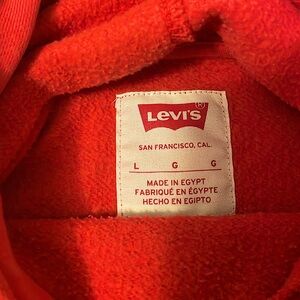 Levi's ®
SAN FRANCISCO, CAL.
L G G
MADE IN EGYPT
FABRIQUÉ EN ÉGYPTE
HECHO EN EGIPTO